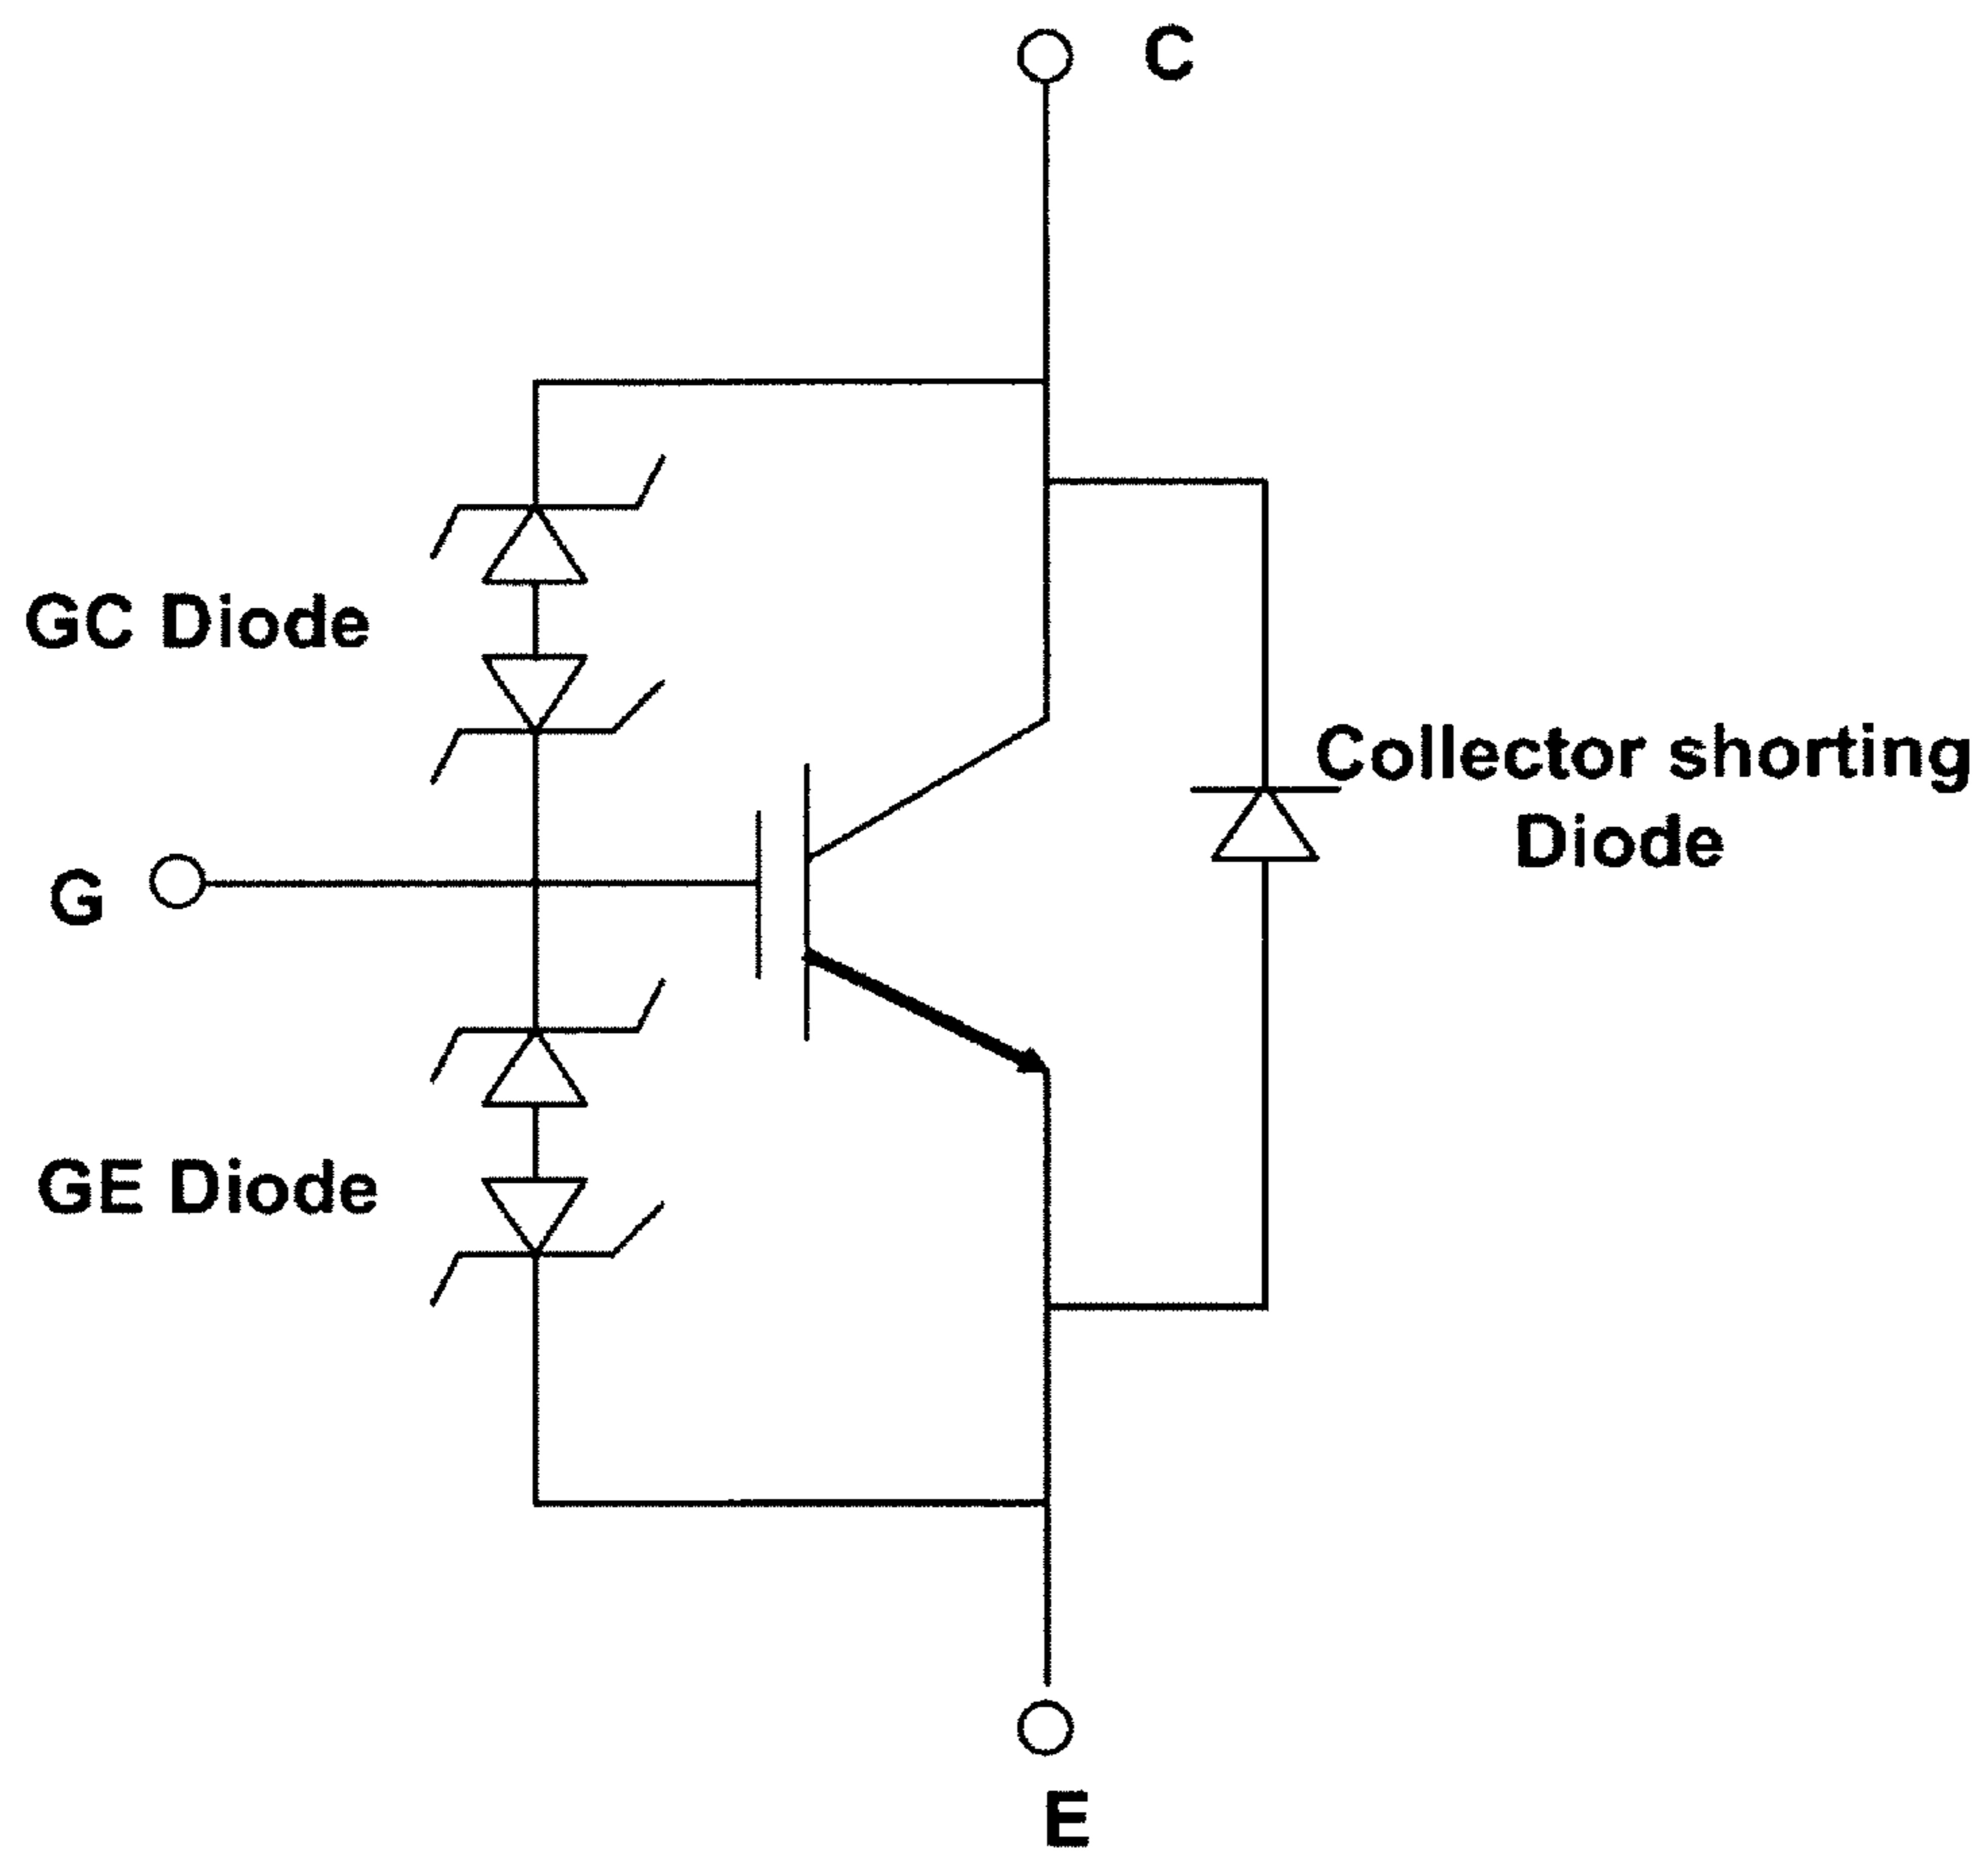 C
GC Diode
Collector shorting
Diode
G
GE Diode
E